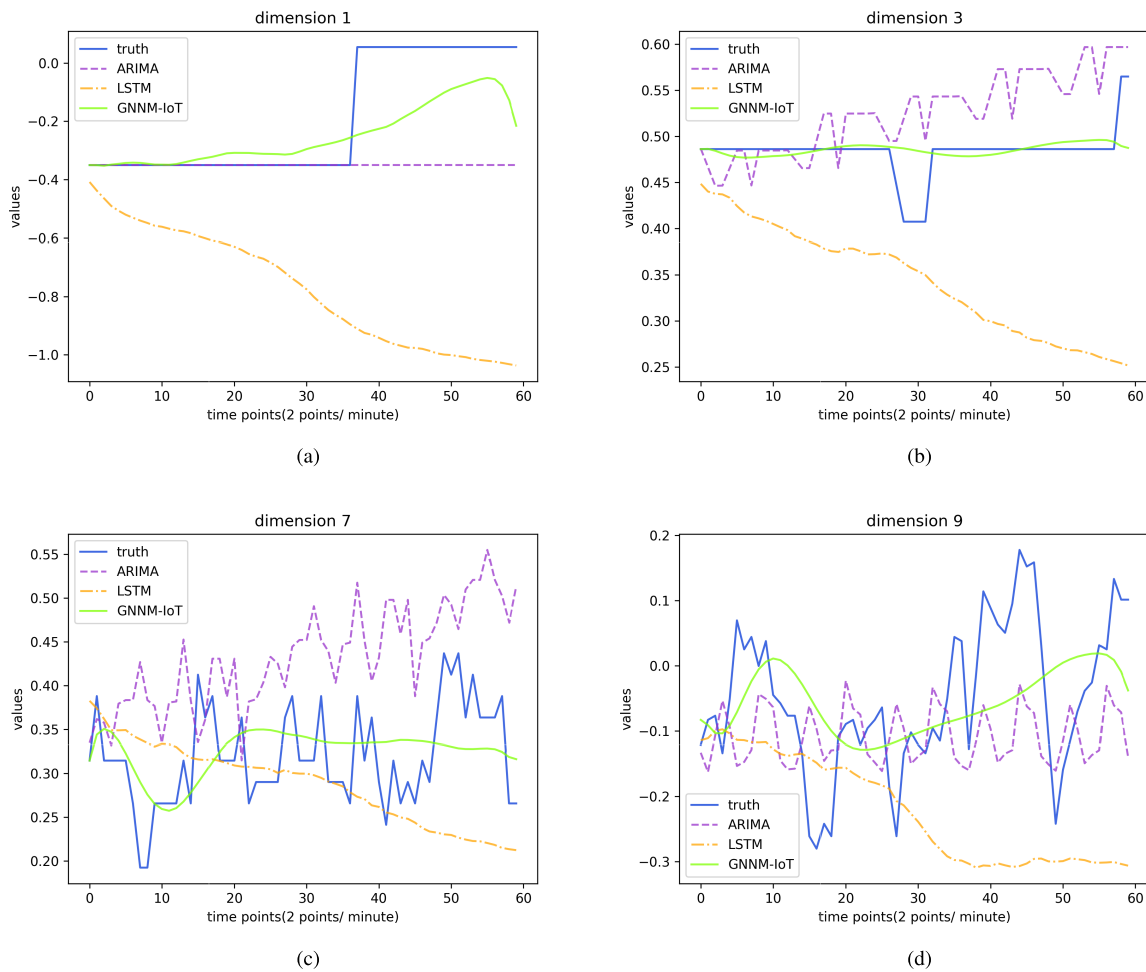 dimension 1
truth
ARIMA
LSTM
GNNM-IoT
values
0.0
−0.2
−0.4
−0.6
−0.8
−1.0
0 10 20 30 40 50 60
time points(2 points/ minute)
(a)
dimension 3
truth
ARIMA
LSTM
GNNM-IoT
values
0.60
0.55
0.50
0.45
0.40
0.35
0.30
0.25
0 10 20 30 40 50 60
time points(2 points/ minute)
(b)
dimension 7
truth
ARIMA
LSTM
GNNM-IoT
values
0.55
0.50
0.45
0.40
0.35
0.30
0.25
0.20
0 10 20 30 40 50 60
time points(2 points/ minute)
(c)
dimension 9
values
0.2
0.1
0.0
−0.1
−0.2
−0.3
truth
ARIMA
LSTM
GNNM-IoT
0 10 20 30 40 50 60
time points(2 points/ minute)
(d)